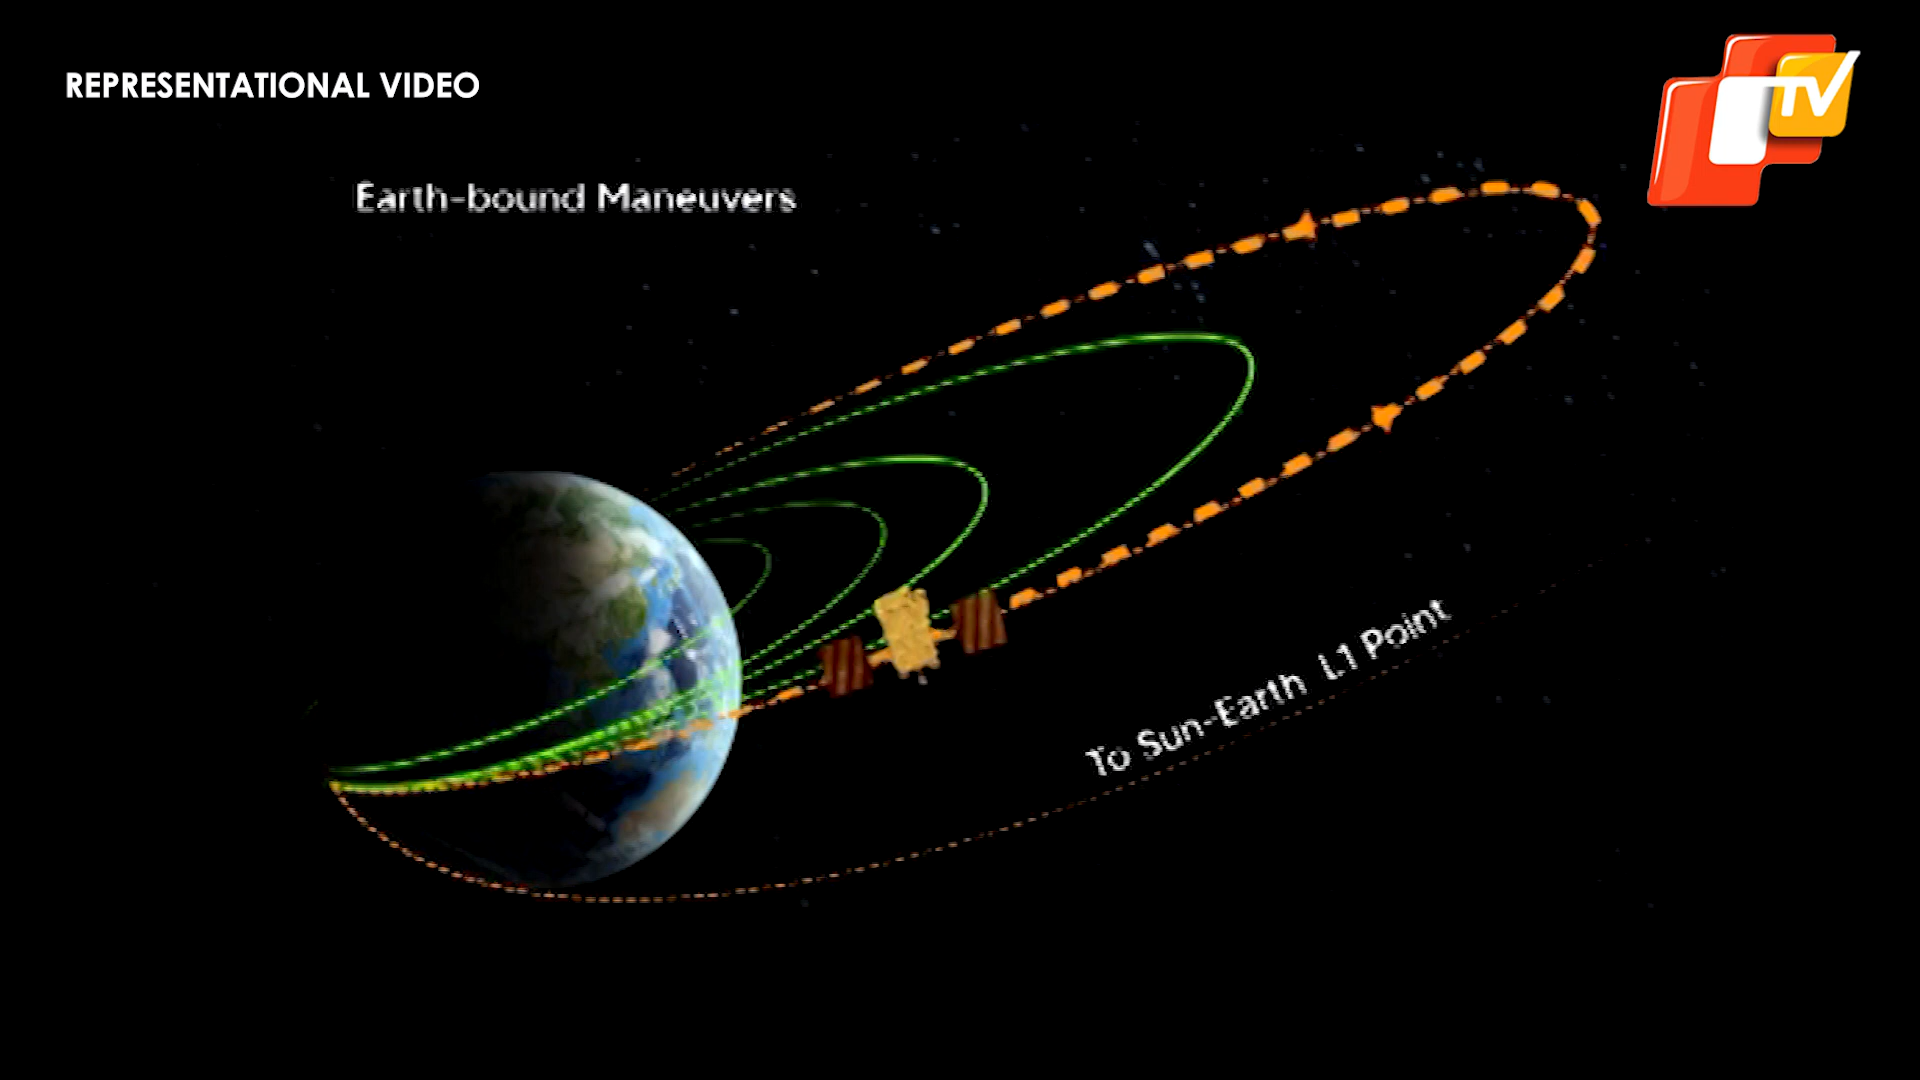 REPRESENTATIONAL VIDEO
TV
Earth-bound Maneuvers
To Sun-Earth L1 Point